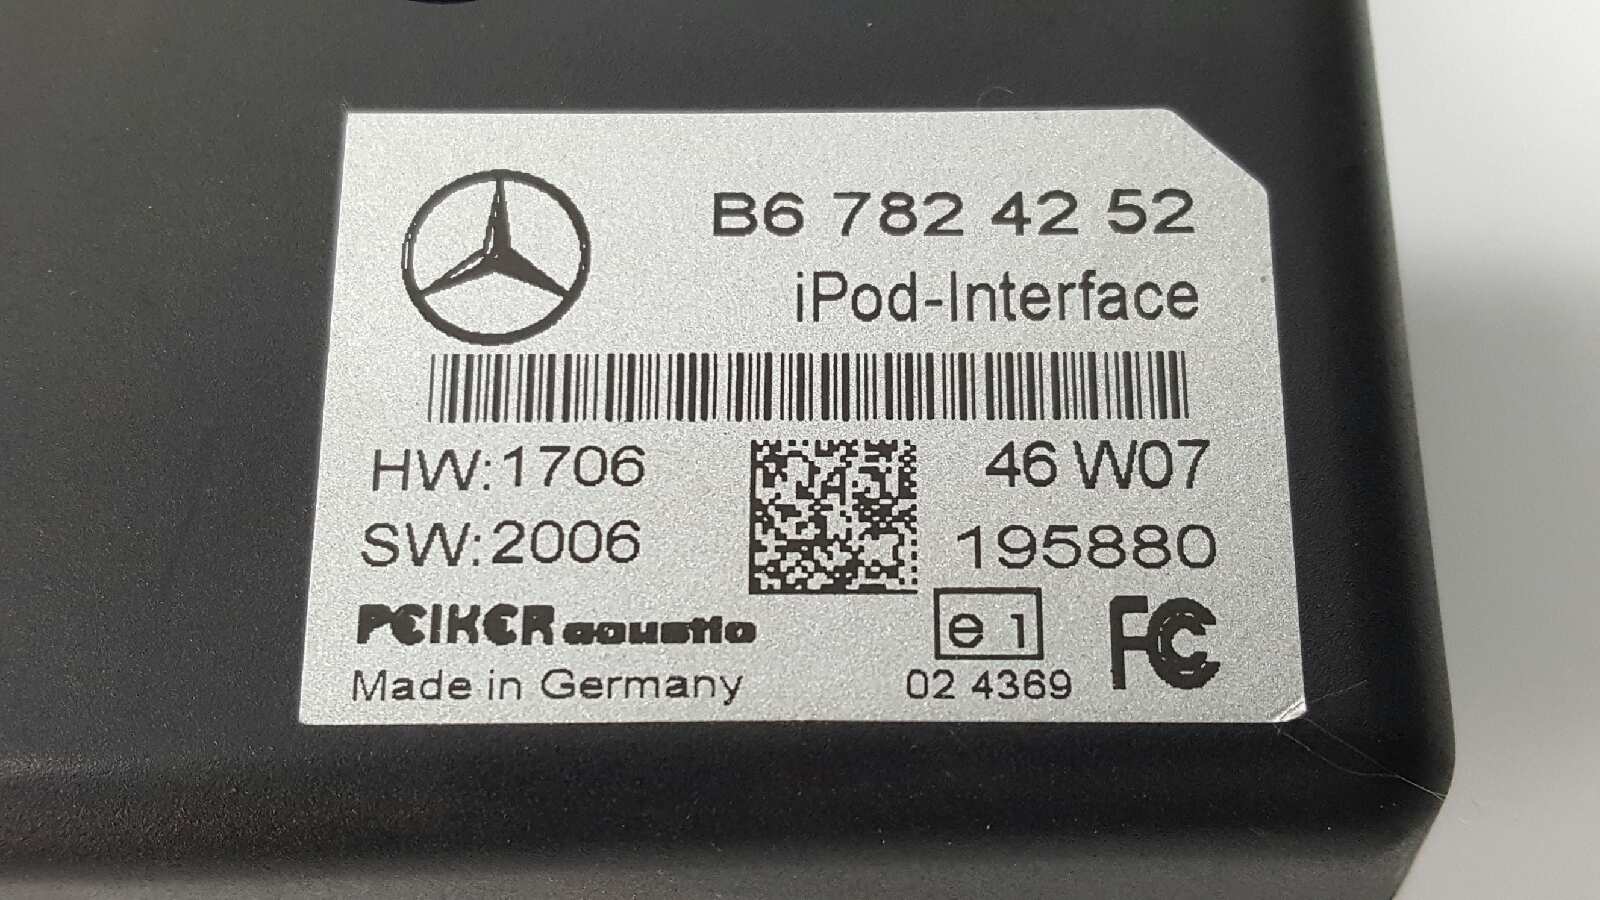 B6 782 42 52
iPod-Interface
HW:1706
46 W07
SW:2006
195880
PEIKER acustic
e 1
FC
Made in Germany
02 4369